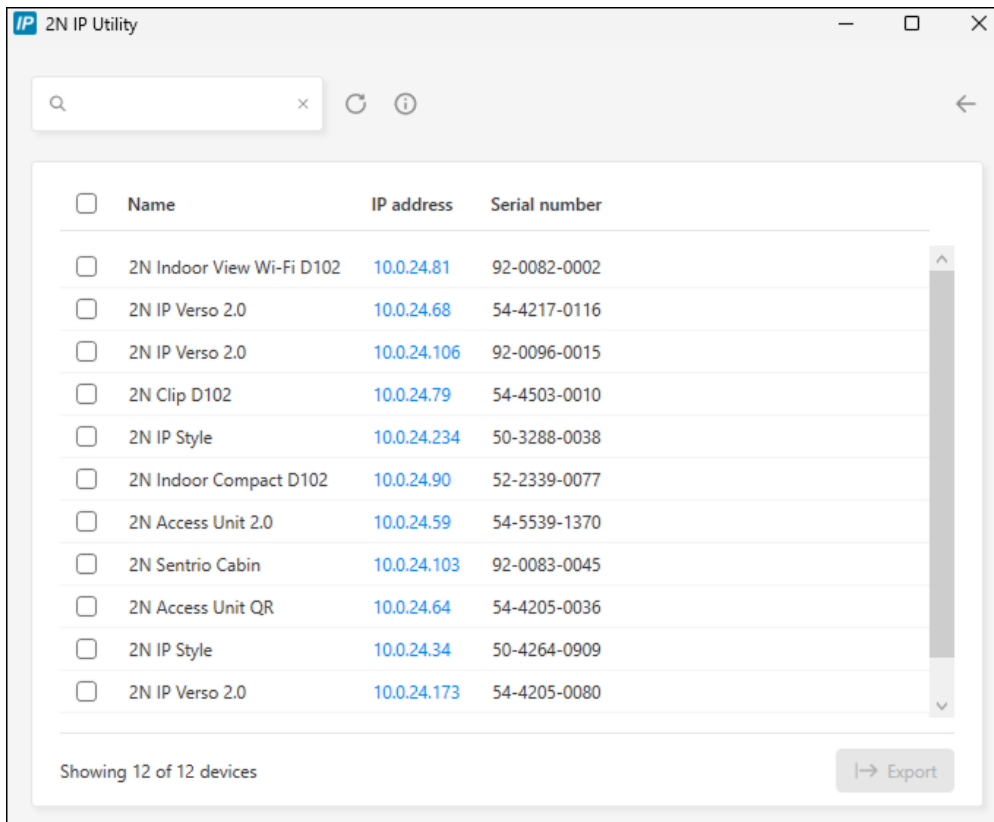 IP 2N IP Utility
Name IP address Serial number
2N Indoor View Wi-Fi D102 10.0.24.81 92-0082-0002
2N IP Verso 2.0 10.0.24.68 54-4217-0116
2N IP Verso 2.0 10.0.24.106 92-0096-0015
2N Clip D102 10.0.24.79 54-4503-0010
2N IP Style 10.0.24.234 50-3288-0038
2N Indoor Compact D102 10.0.24.90 52-2339-0077
2N Access Unit 2.0 10.0.24.59 54-5539-1370
2N Sentrio Cabin 10.0.24.103 92-0083-0045
2N Access Unit QR 10.0.24.64 54-4205-0036
2N IP Style 10.0.24.34 50-4264-0909
2N IP Verso 2.0 10.0.24.173 54-4205-0080
Showing 12 of 12 devices Export